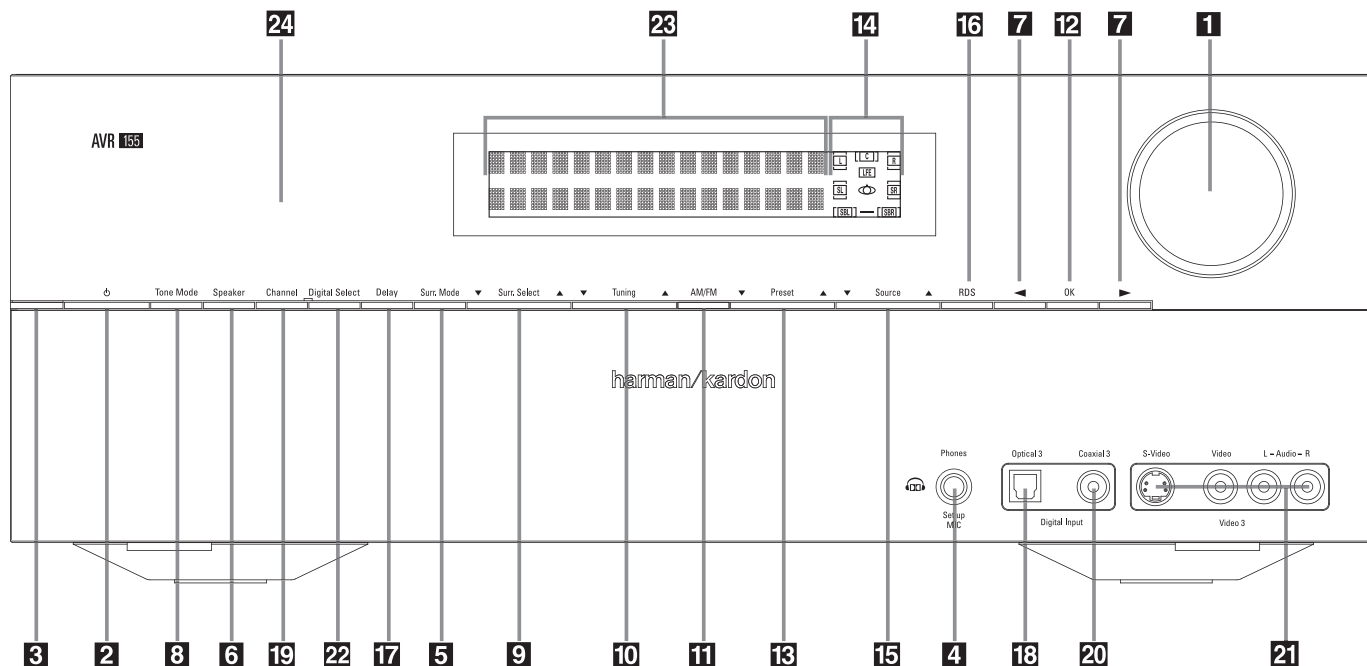 24 23 14 16 7 12 7 1
AVR 155
L C R
LFE
SL SR
SBL SBR
Tone Mode Speaker Channel Digital Select Delay Surr. Mode ▼ Surr. Select ▲ ▼ Tuning ▲ AM/FM ▼ Preset ▲ ▼ Source ▲ RDS ◄ OK ►
harman/kardon
Phones Optical 3 Coaxial 3 S-Video Video L – Audio – R
Set up
MIC
Digital Input Video 3
3 2 8 6 19 22 17 5 9 10 11 13 15 4 18 20 21